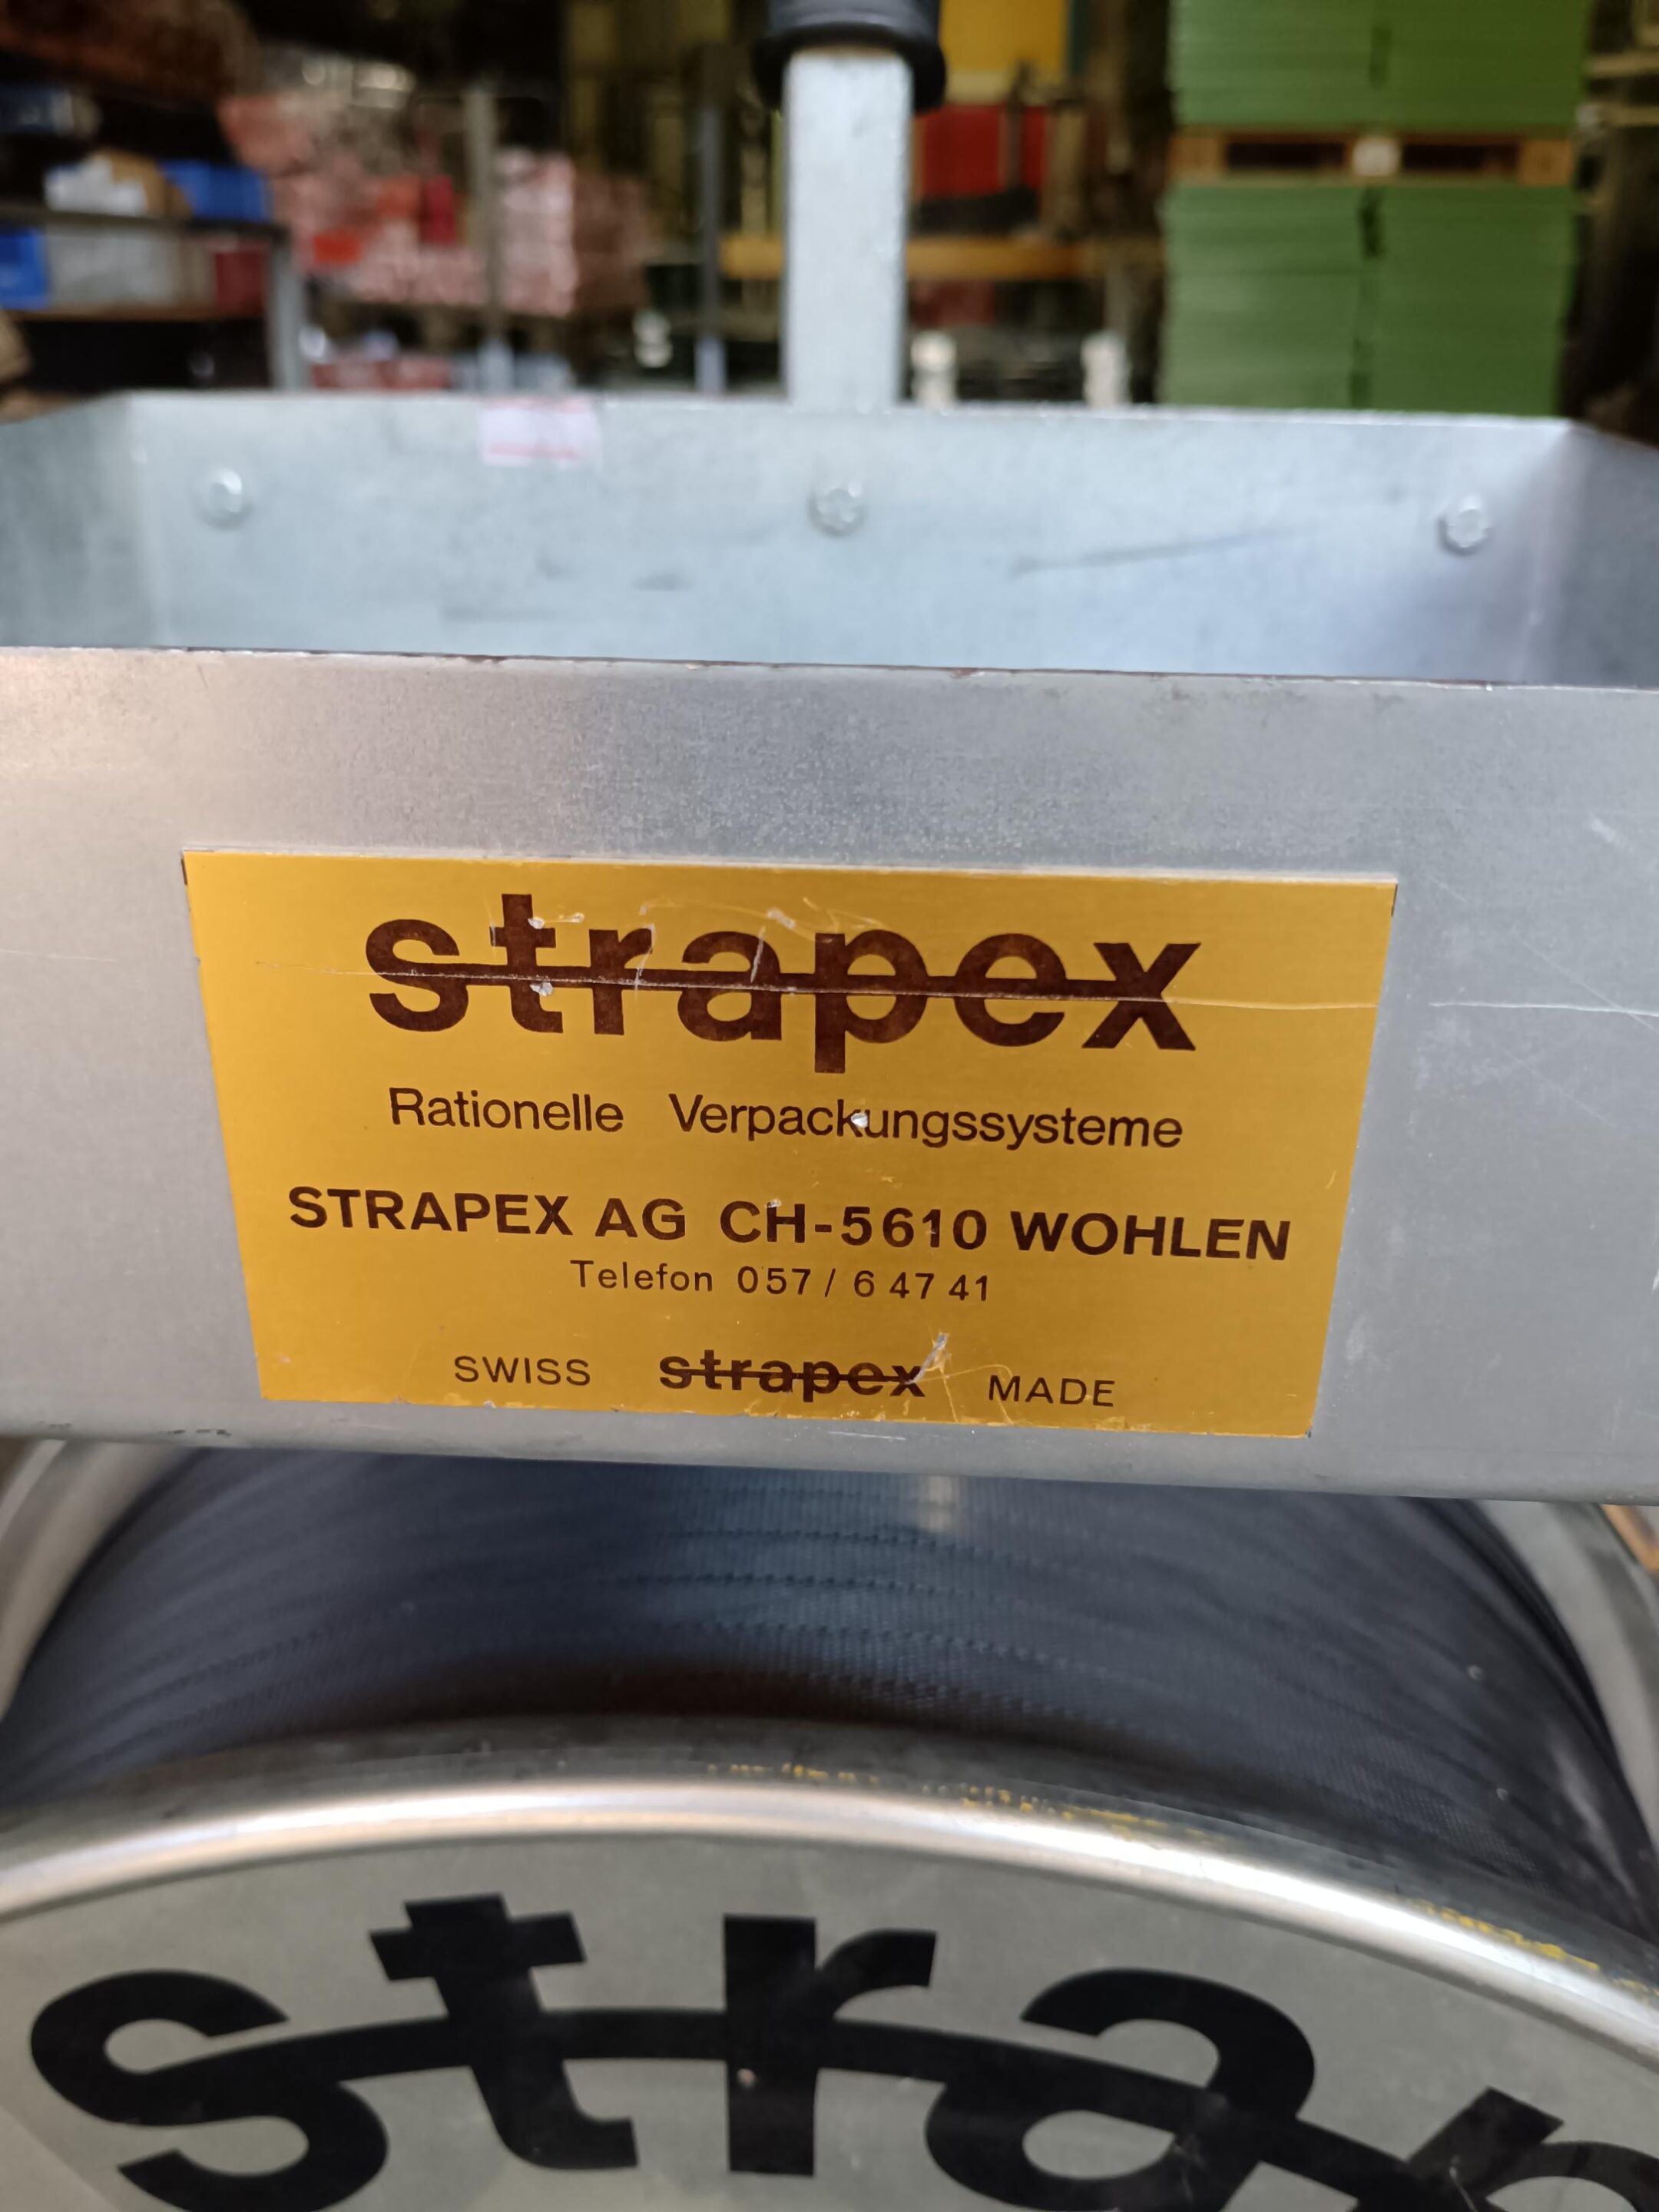 strapex
Rationelle Verpackungssysteme
STRAPEX AG CH-5610 WOHLEN
Telefon 057 / 6 47 41
SWISS strapex MADE
strap